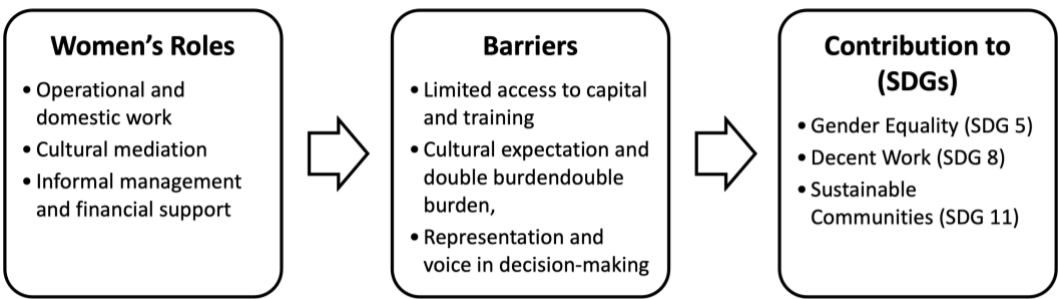 Women's Roles
• Operational and
domestic work
• Cultural mediation
• Informal management
and financial support
Barriers
• Limited access to capital
and training
• Cultural expectation and
double burdendouble
burden,
• Representation and
voice in decision-making
Contribution to
(SDGs)
• Gender Equality (SDG 5)
• Decent Work (SDG 8)
• Sustainable
Communities (SDG 11)